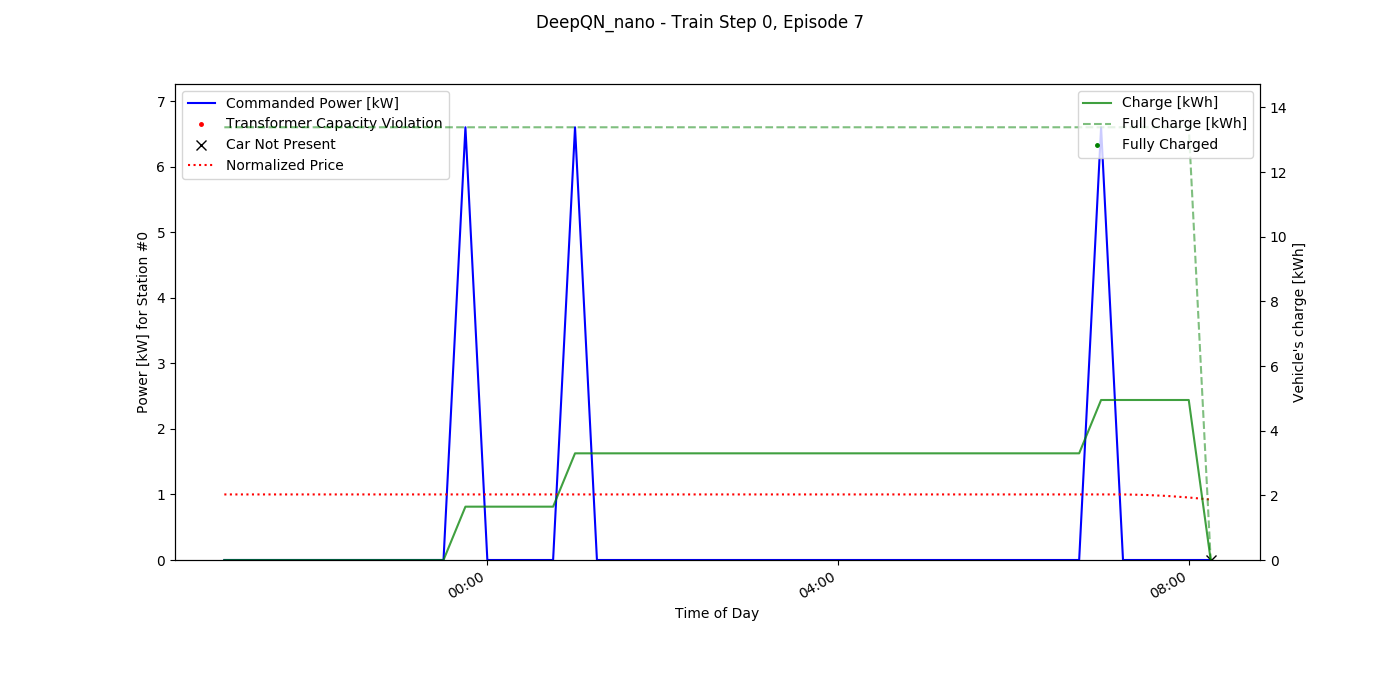 DeepQN_nano - Train Step 0, Episode 7
Commanded Power [kW]
Transformer Capacity Violation
Car Not Present
Normalized Price
Charge [kWh]
Full Charge [kWh]
Fully Charged
Power [kW] for Station #0
7
6
5
4
3
2
1
0
14
12
10
8
6
4
2
0
Vehicle's charge [kWh]
00:00
04:00
08:00
Time of Day